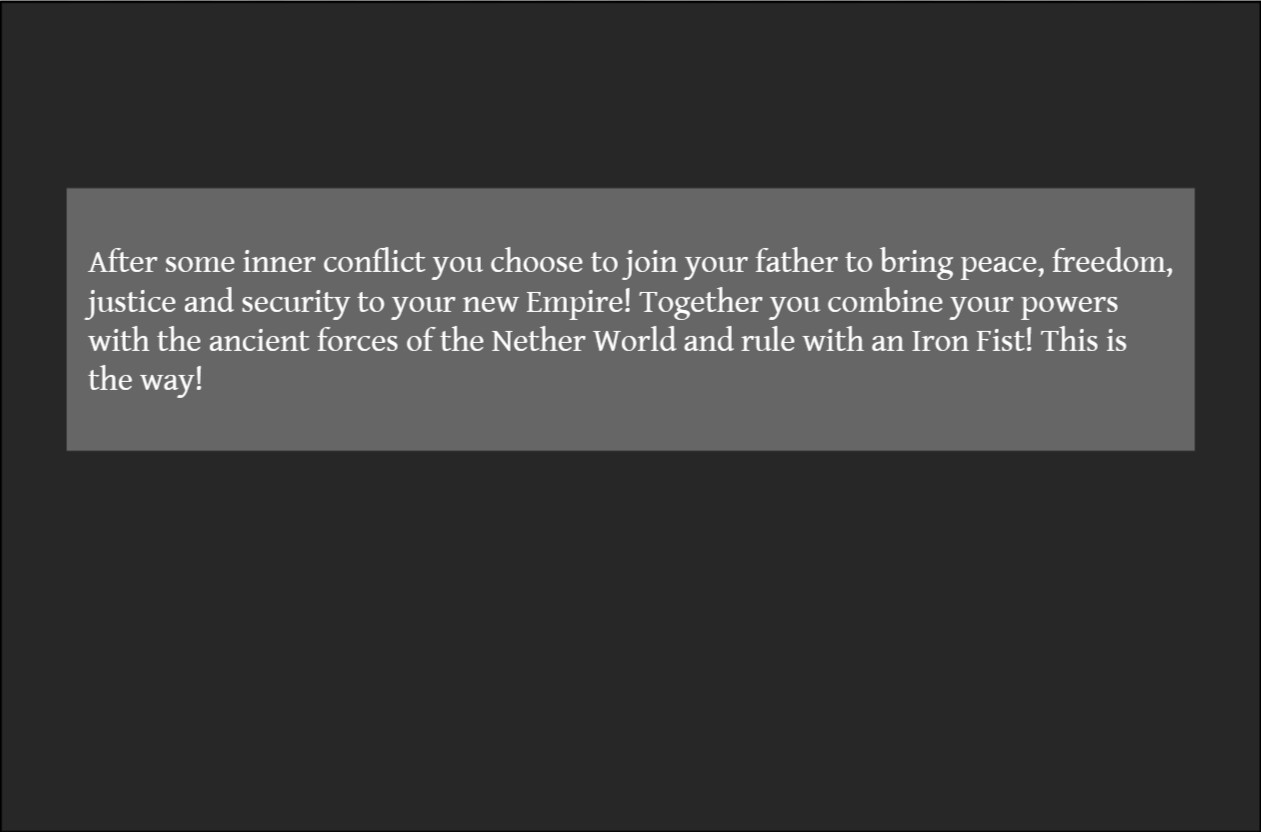 After some inner conflict you choose to join your father to bring peace, freedom,
justice and security to your new Empire! Together you combine your powers
with the ancient forces of the Nether World and rule with an Iron Fist! This is
the way!